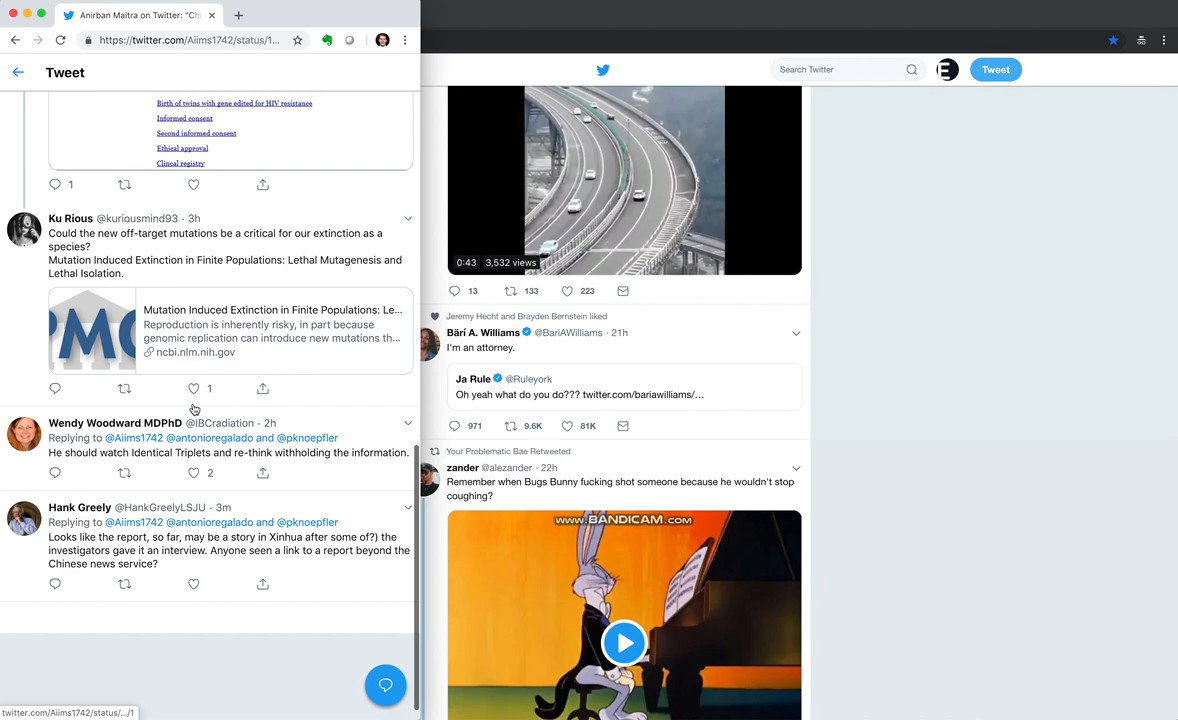 Anirban Maitra on Twitter: "Chi
https://twitter.com/Aiims1742/status/1...
Tweet
Birth of twins with gene edited for HIV resistance
Informed consent
Second informed consent
Ethical approval
Clincal registry
1
Ku Rious @kuriousmind93 · 3h
Could the new off-target mutations be a critical for our extinction as a
species?
Mutation Induced Extinction in Finite Populations: Lethal Mutagenesis and
Lethal Isolation.
PMC
Mutation Induced Extinction in Finite Populations: Le...
Reproduction is inherently risky, in part because
genomic replication can introduce new mutations th...
ncbi.nlm.nih.gov
1
Wendy Woodward MDPhD @IBCradiation · 2h
Replying to @Aiims1742 @antonioregalado and @pknoepfler
He should watch Identical Triplets and re-think withholding the information.
2
Hank Greely @HankGreelyLSJU · 3m
Replying to @Aiims1742 @antonioregalado and @pknoepfler
Looks like the report, so far, may be a story in Xinhua after some of?) the
investigators gave it an interview. Anyone seen a link to a report beyond the
Chinese news service?
twitter.com/Aiims1742/status/.../1
Search Twitter
E
Tweet
0:43 3,532 views
13 133 223
Jeremy Hecht and Brayden Bernstein liked
Bärí A. Williams @BariAWilliams · 21h
I'm an attorney.
Ja Rule @Ruleyork
Oh yeah what do you do??? twitter.com/bariawilliams/...
971 9.6K 81K
Your Problematic Bae Retweeted
zander @alezander · 22h
Remember when Bugs Bunny fucking shot someone because he wouldn't stop
coughing?
www.BANDICAM.com